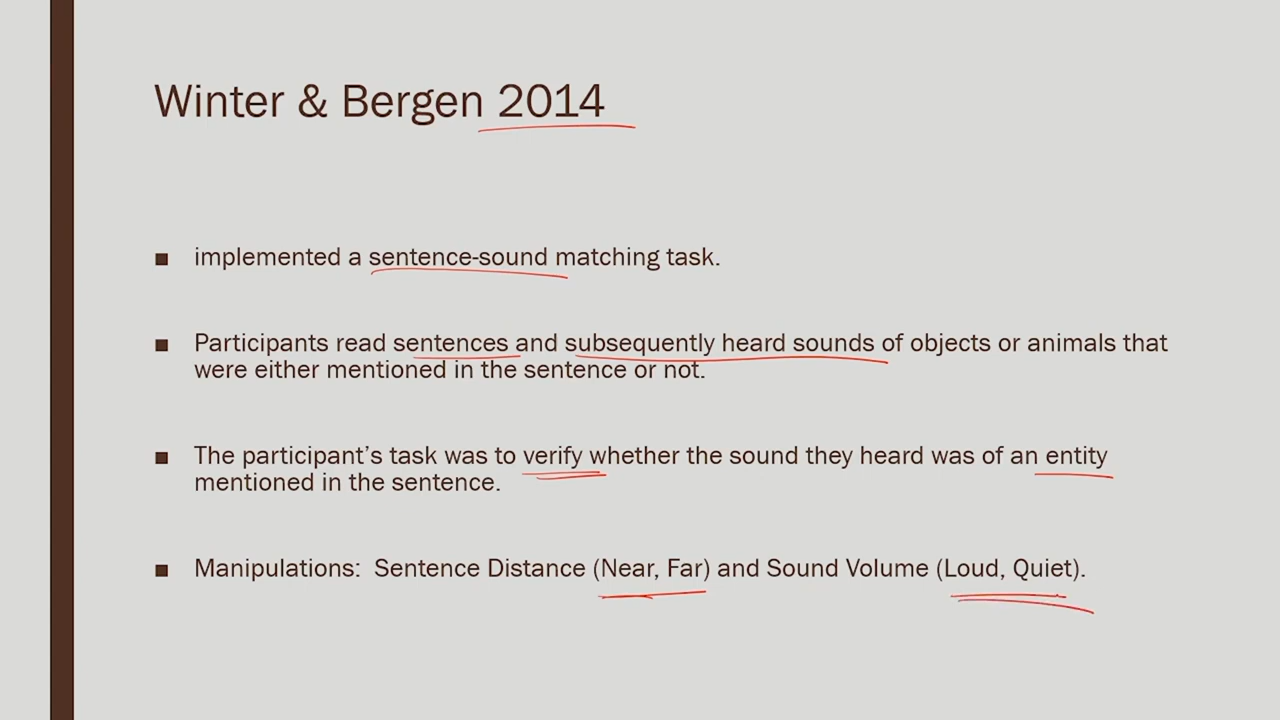 Winter & Bergen 2014
■ implemented a sentence-sound matching task.
■ Participants read sentences and subsequently heard sounds of objects or animals that
were either mentioned in the sentence or not.
■ The participant’s task was to verify whether the sound they heard was of an entity
mentioned in the sentence.
■ Manipulations: Sentence Distance (Near, Far) and Sound Volume (Loud, Quiet).